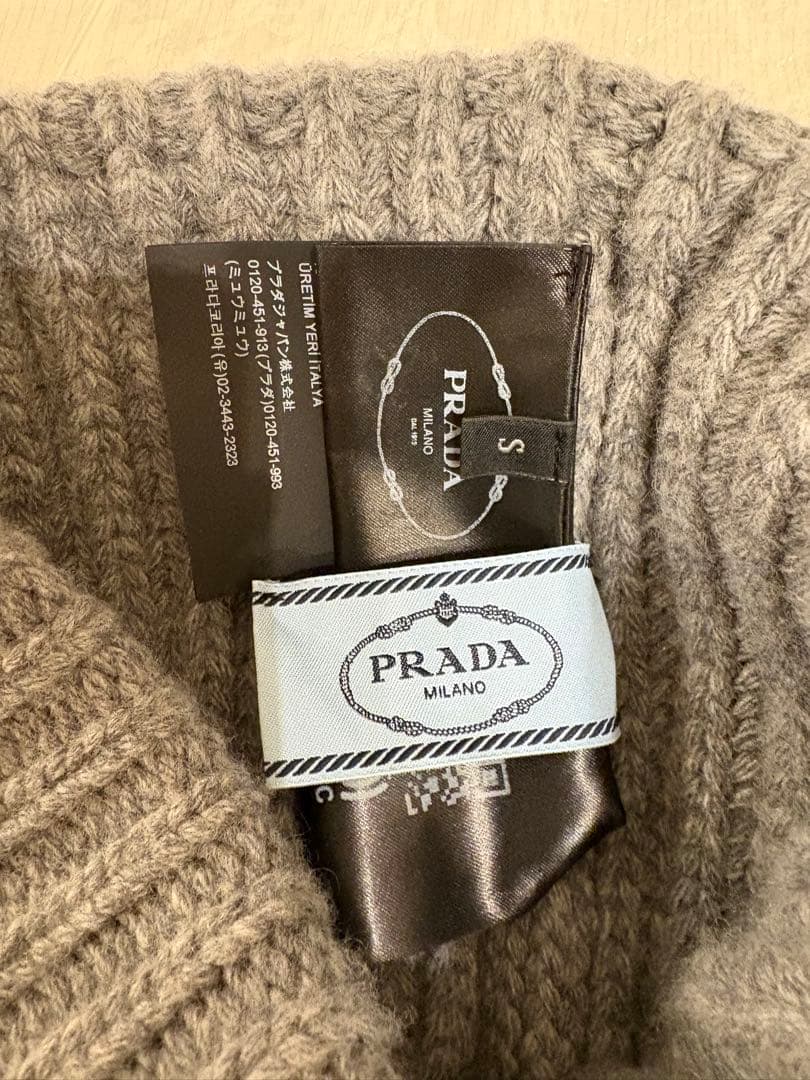 ÜRETİM YERİ İTALYA
プラダジャパン株式会社
0120-451-913(プラダ)0120-451-993
(ミュウミュウ)
프라다코리아(유)02-3443-2323
PRADA
MILANO
DAL 1913
S
PRADA
MILANO
C